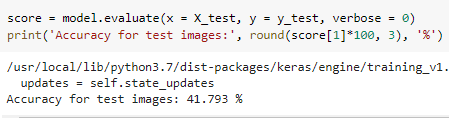 score = model.evaluate(x = X_test, y = y_test, verbose = 0)
print('Accuracy for test images:', round(score[1]*100, 3), '%')
/usr/local/lib/python3.7/dist-packages/keras/engine/training_v1.
updates = self.state_updates
Accuracy for test images: 41.793 %